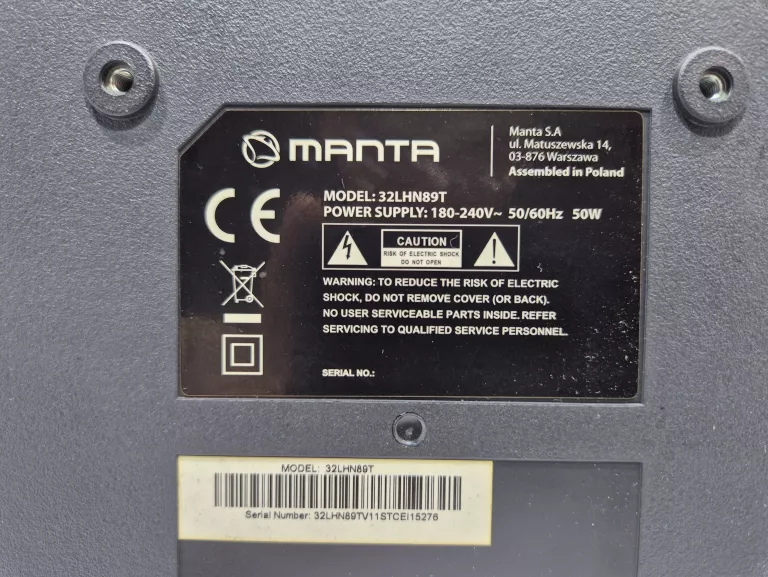 MANTA
Manta S.A
ul. Matuszewska 14,
03-876 Warszawa
Assembled in Poland
CE
MODEL: 32LHN89T
POWER SUPPLY: 180-240V~ 50/60Hz 50W
CAUTION
RISK OF ELECTRIC SHOCK
DO NOT OPEN
WARNING: TO REDUCE THE RISK OF ELECTRIC
SHOCK, DO NOT REMOVE COVER (OR BACK).
NO USER SERVICEABLE PARTS INSIDE. REFER
SERVICING TO QUALIFIED SERVICE PERSONNEL.
SERIAL NO.:
MODEL: 32LHN89T
Serial Number: 32LHN89TV11STCEI15276